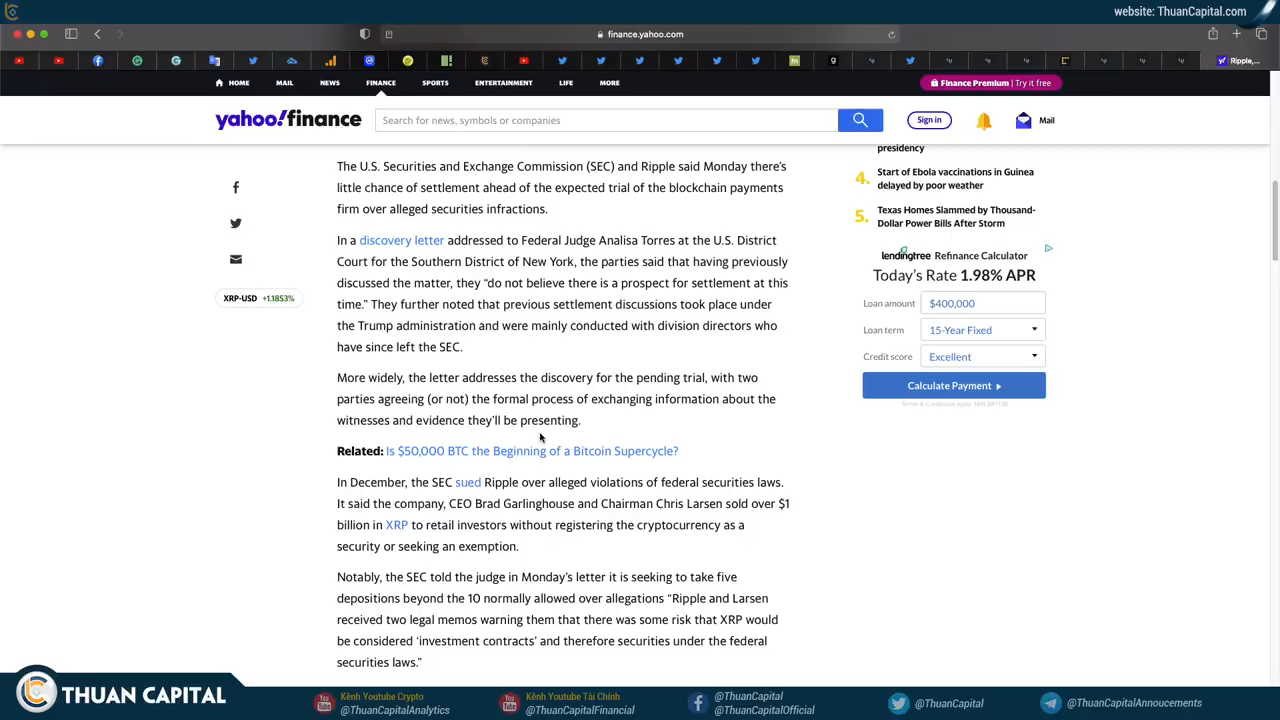 website: ThuanCapital.com
finance.yahoo.com
Ripple,...
HOME MAIL NEWS FINANCE SPORTS ENTERTAINMENT LIFE MORE
Finance Premium | Try it free
yahoo!finance
Search for news, symbols or companies
Sign in
Mail
The U.S. Securities and Exchange Commission (SEC) and Ripple said Monday there's
little chance of settlement ahead of the expected trial of the blockchain payments
firm over alleged securities infractions.
In a discovery letter addressed to Federal Judge Analisa Torres at the U.S. District
Court for the Southern District of New York, the parties said that having previously
discussed the matter, they "do not believe there is a prospect for settlement at this
time." They further noted that previous settlement discussions took place under
the Trump administration and were mainly conducted with division directors who
have since left the SEC.
XRP-USD +1.1853%
More widely, the letter addresses the discovery for the pending trial, with two
parties agreeing (or not) the formal process of exchanging information about the
witnesses and evidence they'll be presenting.
Related: Is $50,000 BTC the Beginning of a Bitcoin Supercycle?
In December, the SEC sued Ripple over alleged violations of federal securities laws.
It said the company, CEO Brad Garlinghouse and Chairman Chris Larsen sold over $1
billion in XRP to retail investors without registering the cryptocurrency as a
security or seeking an exemption.
Notably, the SEC told the judge in Monday's letter it is seeking to take five
depositions beyond the 10 normally allowed over allegations "Ripple and Larsen
received two legal memos warning them that there was some risk that XRP would
be considered 'investment contracts' and therefore securities under the federal
securities laws."
presidency
4. Start of Ebola vaccinations in Guinea
delayed by poor weather
5. Texas Homes Slammed by Thousand-
Dollar Power Bills After Storm
lendingtree Refinance Calculator
Today's Rate 1.98% APR
Loan amount $400,000
Loan term 15-Year Fixed
Credit score Excellent
Calculate Payment
THUAN CAPITAL
Kênh Youtube Crypto
@ThuanCapitalAnalytics
Kênh Youtube Tài Chính
@ThuanCapitalFinancial
@ThuanCapital
@ThuanCapitalOfficial
@ThuanCapital
@ThuanCapitalAnnoucements